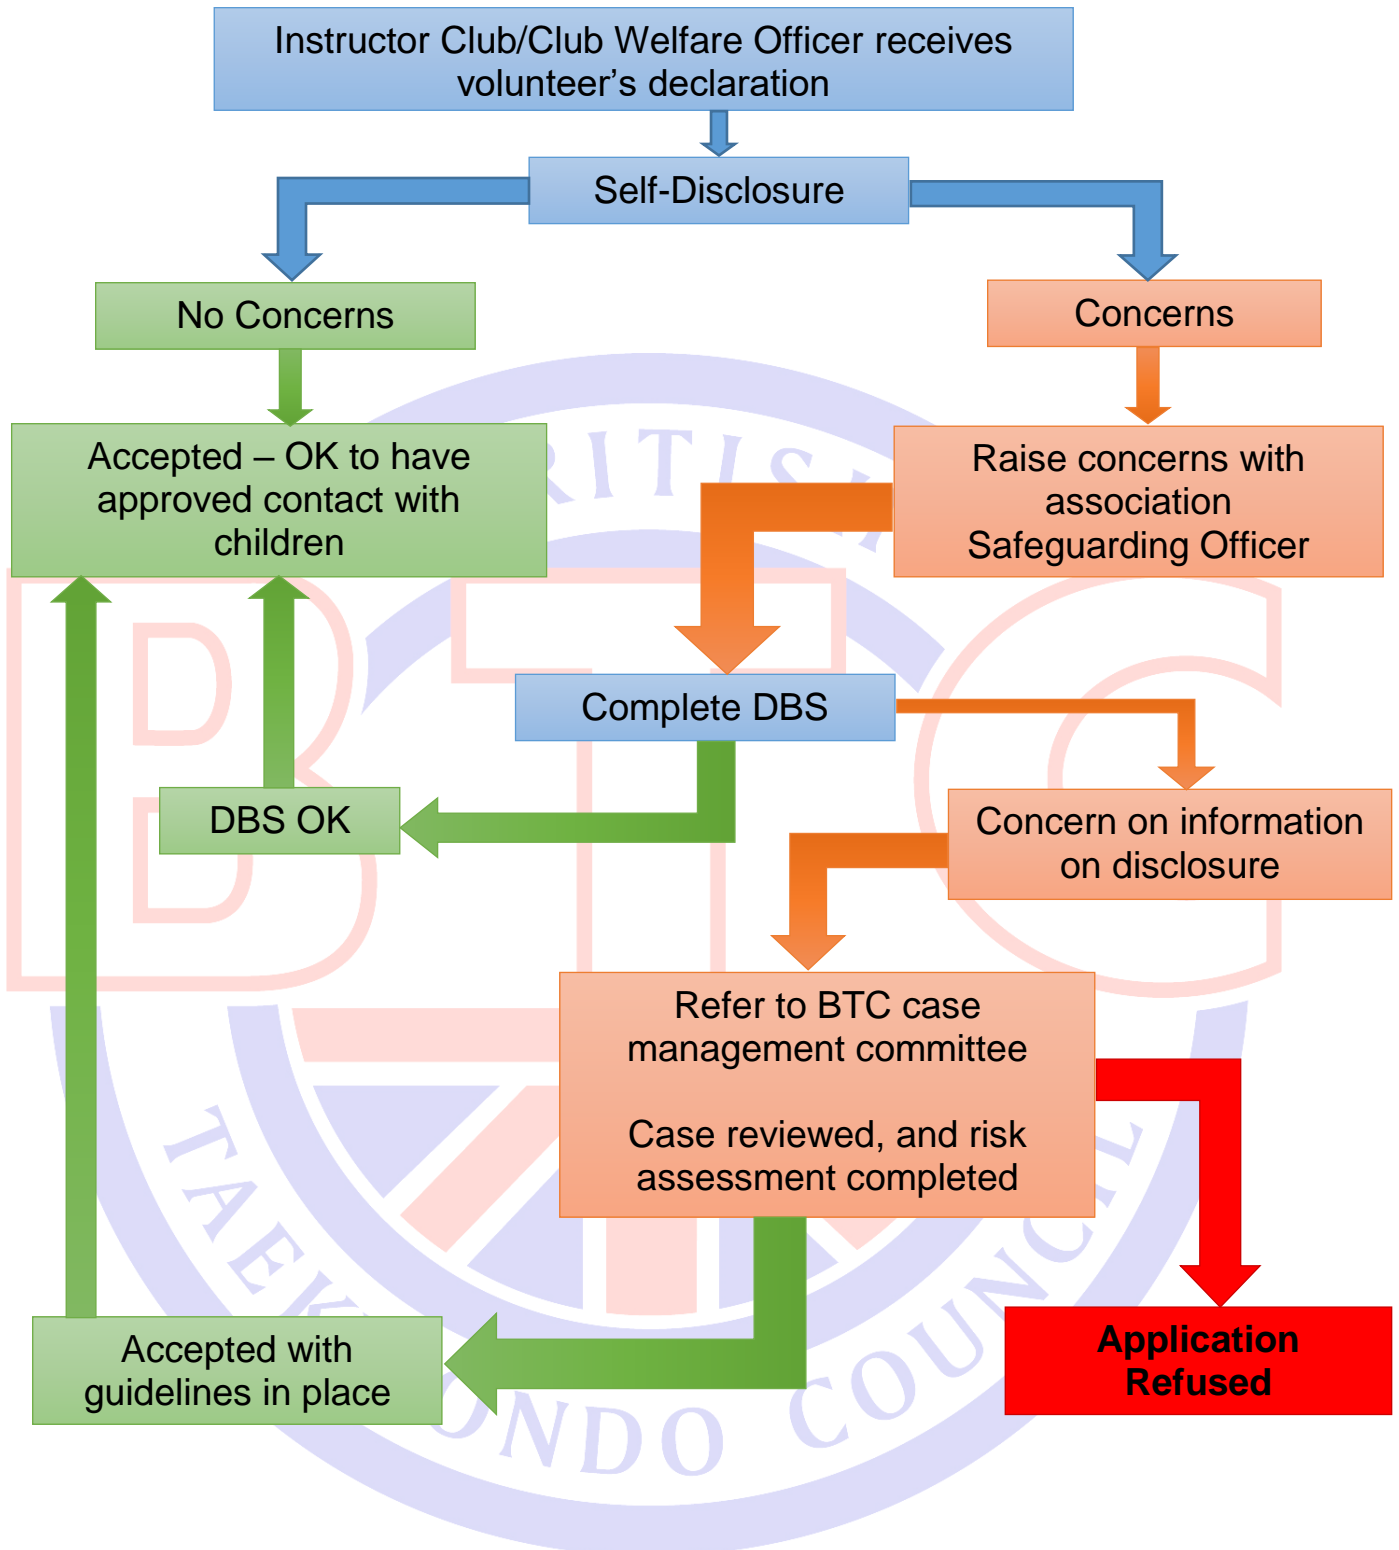 Instructor Club/Club Welfare Officer receives
volunteer’s declaration
Self-Disclosure
No Concerns
Concerns
Accepted – OK to have
approved contact with
children
Raise concerns with
association
Safeguarding Officer
Complete DBS
DBS OK
Concern on information
on disclosure
Refer to BTC case
management committee
Case reviewed, and risk
assessment completed
Accepted with
guidelines in place
Application
Refused
BTC